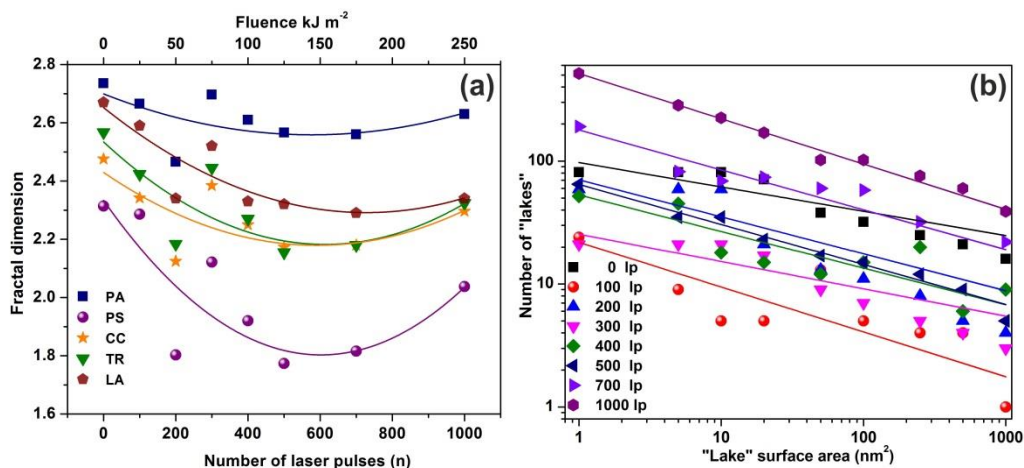 Fluence kJ m⁻²
0 50 100 150 200 250
(a)
2.8
2.6
2.4
2.2
2.0
1.8
1.6
Fractal dimension
PA
PS
CC
TR
LA
0 200 400 600 800 1000
Number of laser pulses (n)
(b)
100
10
1
Number of "lakes"
0 lp
100 lp
200 lp
300 lp
400 lp
500 lp
700 lp
1000 lp
1 10 100 1000
"Lake" surface area (nm²)